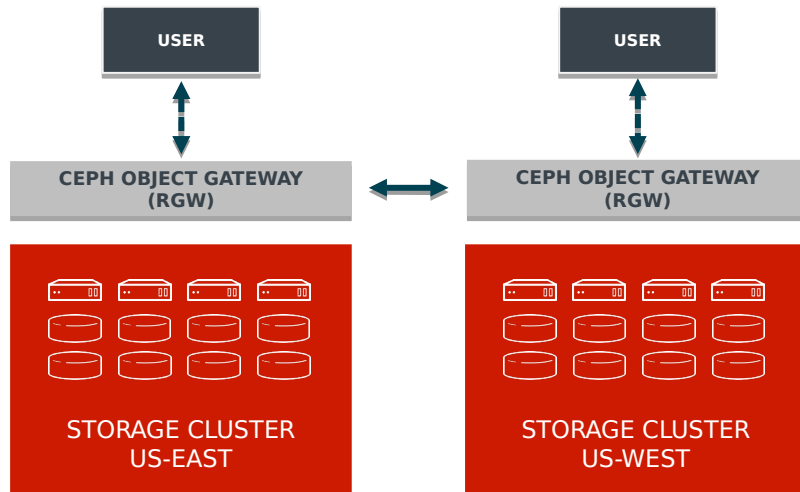 USER
CEPH OBJECT GATEWAY
(RGW)
STORAGE CLUSTER
US-EAST
USER
CEPH OBJECT GATEWAY
(RGW)
STORAGE CLUSTER
US-WEST